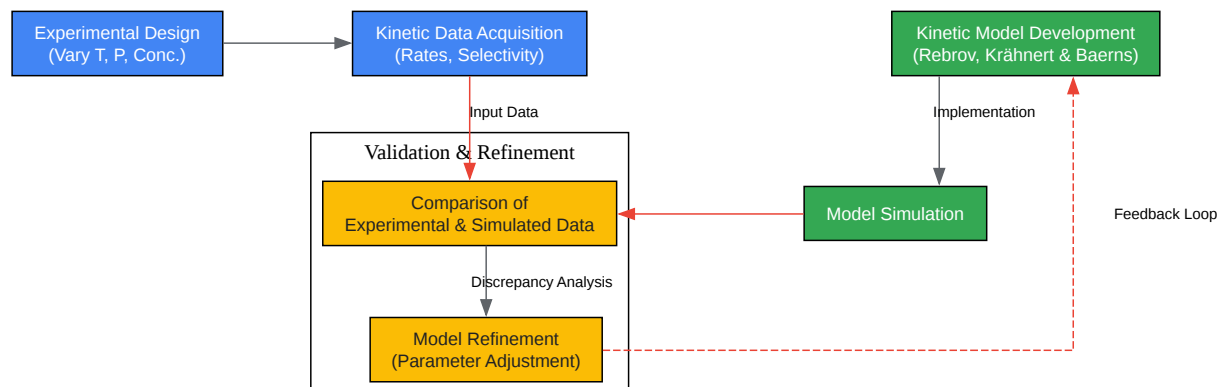 Experimental Design
(Vary T, P, Conc.)
Kinetic Data Acquisition
(Rates, Selectivity)
Kinetic Model Development
(Rebrov, Krähnert & Baerns)
Input Data
Implementation
Validation & Refinement
Comparison of
Experimental & Simulated Data
Model Simulation
Feedback Loop
Discrepancy Analysis
Model Refinement
(Parameter Adjustment)